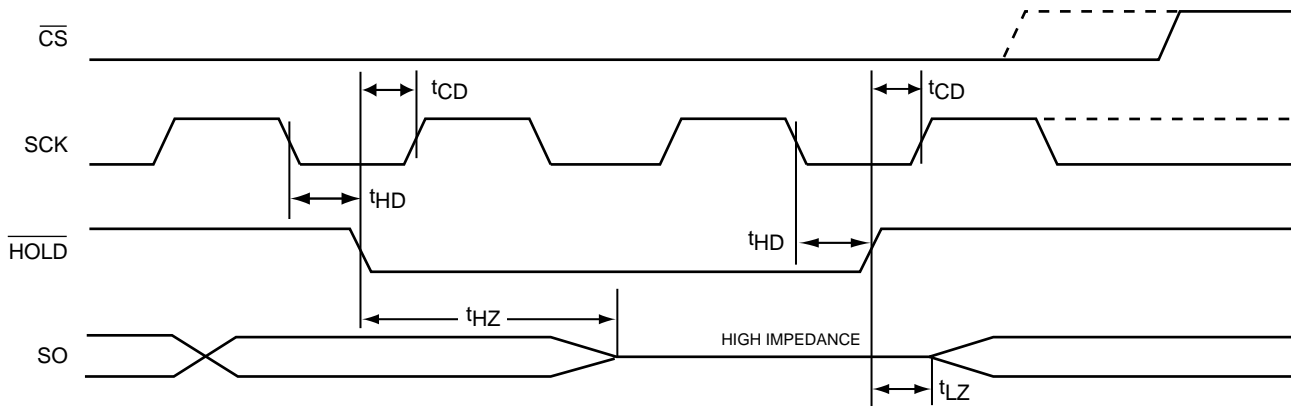 CS
tCD
tCD
SCK
tHD
HOLD
tHD
tHZ
SO
HIGH IMPEDANCE
tLZ